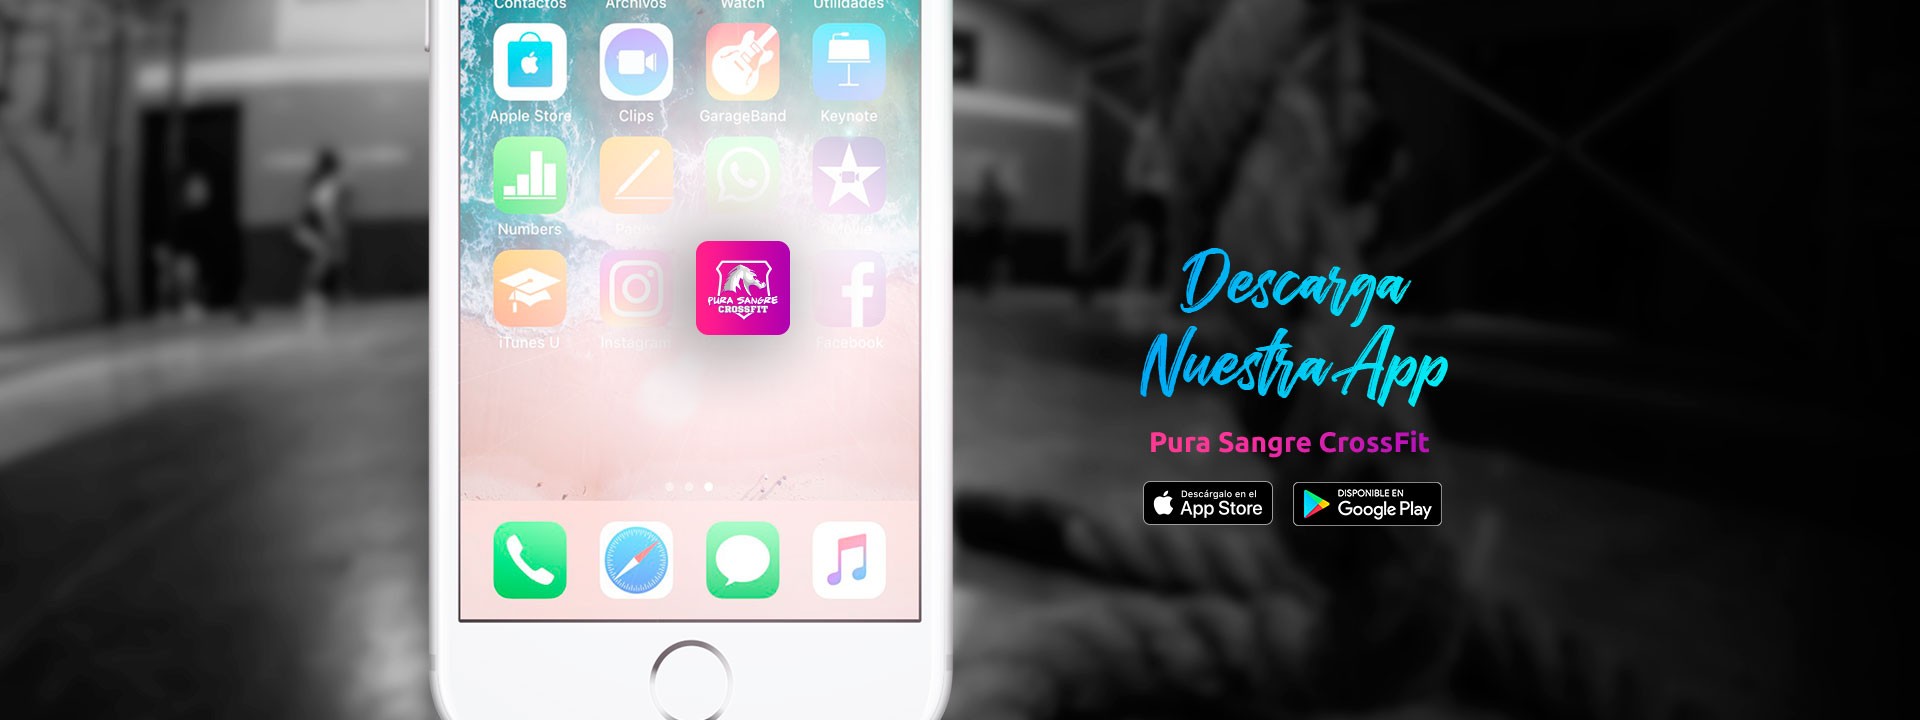 Contactos Archivos Watch Utilidades
Apple Store Clips GarageBand Keynote
Numbers Pages iMovie
PURA SANGRE
CROSSFIT
iTunes U Instagram Facebook
Descarga
Nuestra App
Pura Sangre CrossFit
Descárgalo en el
App Store
DISPONIBLE EN
Google Play